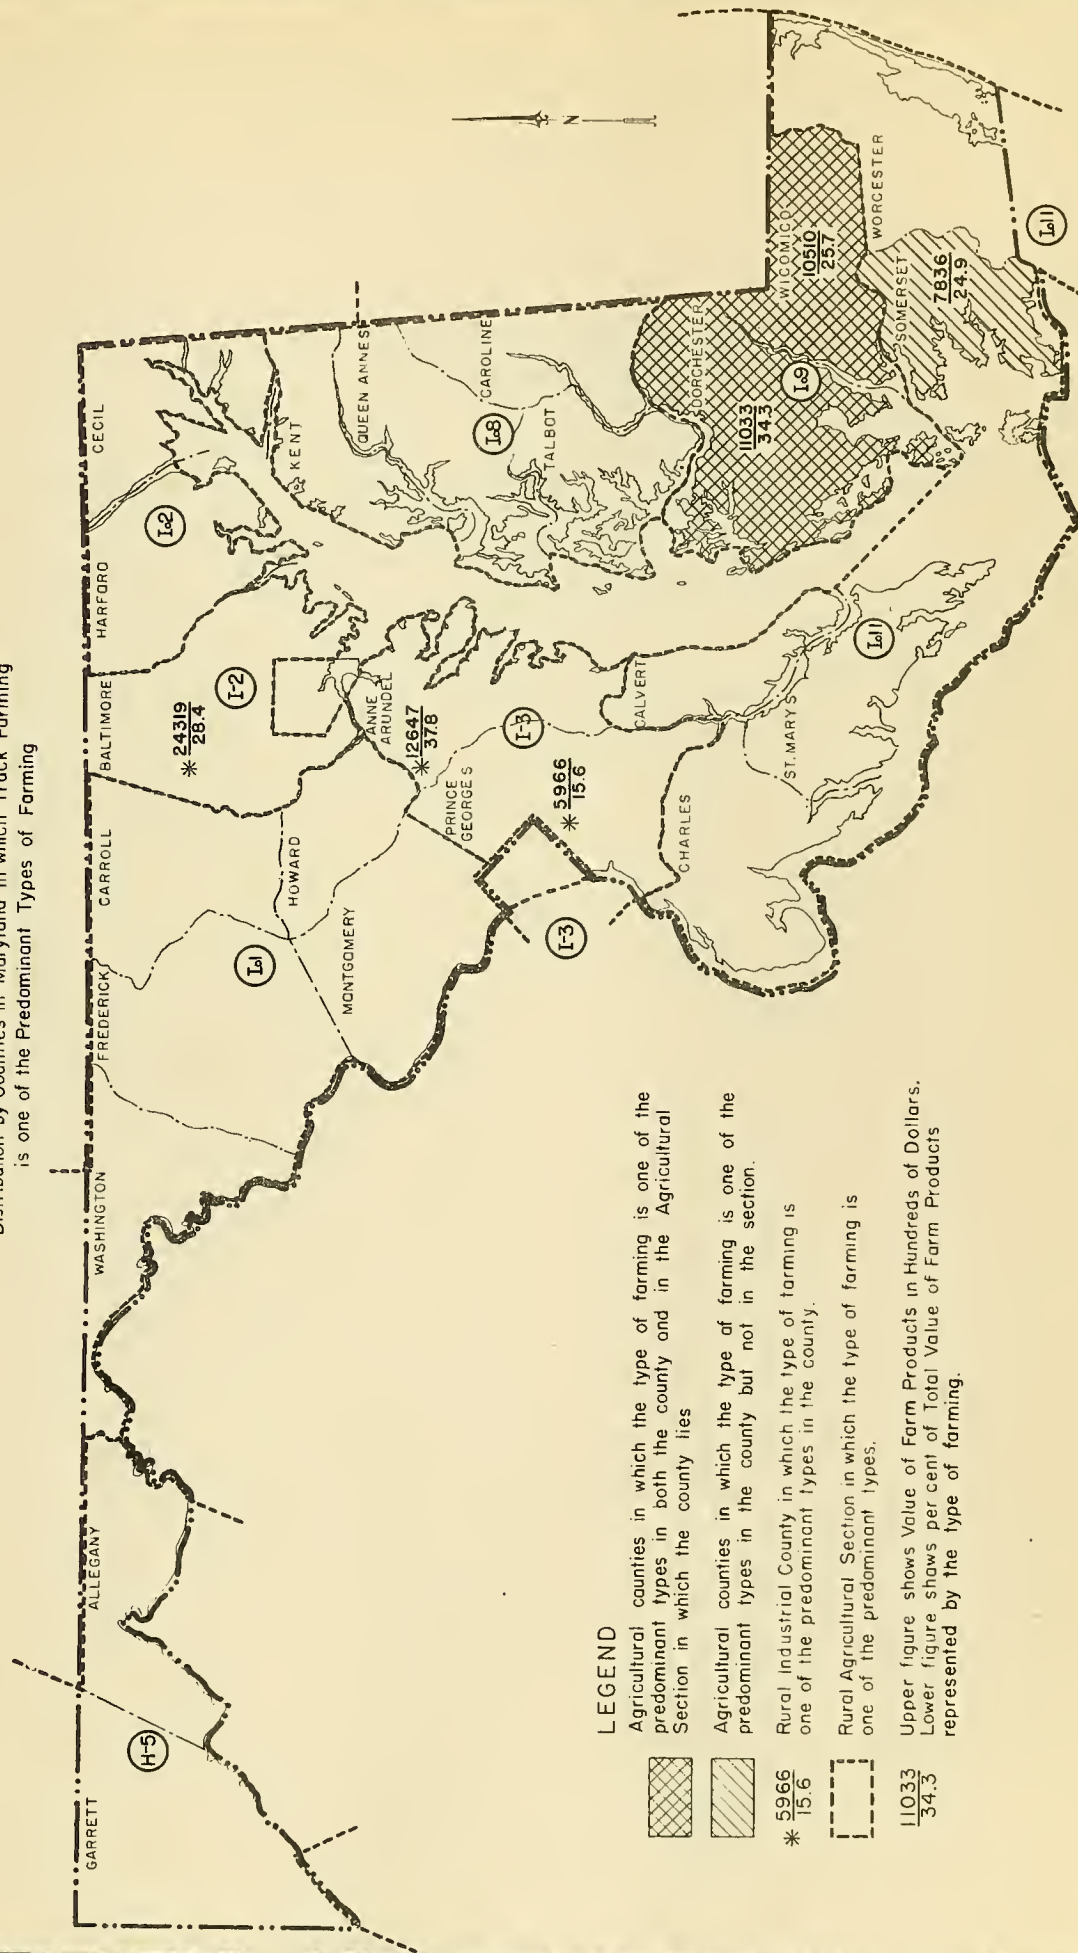 Distribution by Counties in Maryland in which Truck Farming
is one of the Predominant Types of Farming
GARRETT
ALLEGANY
WASHINGTON
FREDERICK
CARROLL
BALTIMORE
HARFORD
CECIL
H-5
Io1
HOWARD
MONTGOMERY
* 24319
28.4
I-2
Io2
KENT
QUEEN ANNES
CAROLINE
Io8
TALBOT
ANNE
ARUNDEL
* 12647
37.8
PRINCE
GEORGES
I-3
* 5966
15.6
I-3
CALVERT
CHARLES
ST. MARYS
Io11
DORCHESTER
11033
34.3
Io9
WICOMICO
10510
25.7
WORCESTER
SOMERSET
7836
24.9
Io11
N
LEGEND
Agricultural counties in which the type of farming is one of the
predominant types in both the county and in the Agricultural
Section in which the county lies
Agricultural counties in which the type of farming is one of the
predominant types in the county but not in the section.
* 5966
15.6
Rural Industrial County in which the type of farming is
one of the predominant types in the county.
Rural Agricultural Section in which the type of farming is
one of the predominant types.
11033
34.3
Upper figure shows Value of Farm Products in Hundreds of Dollars.
Lower figure shows per cent of Total Value of Farm Products
represented by the type of farming.